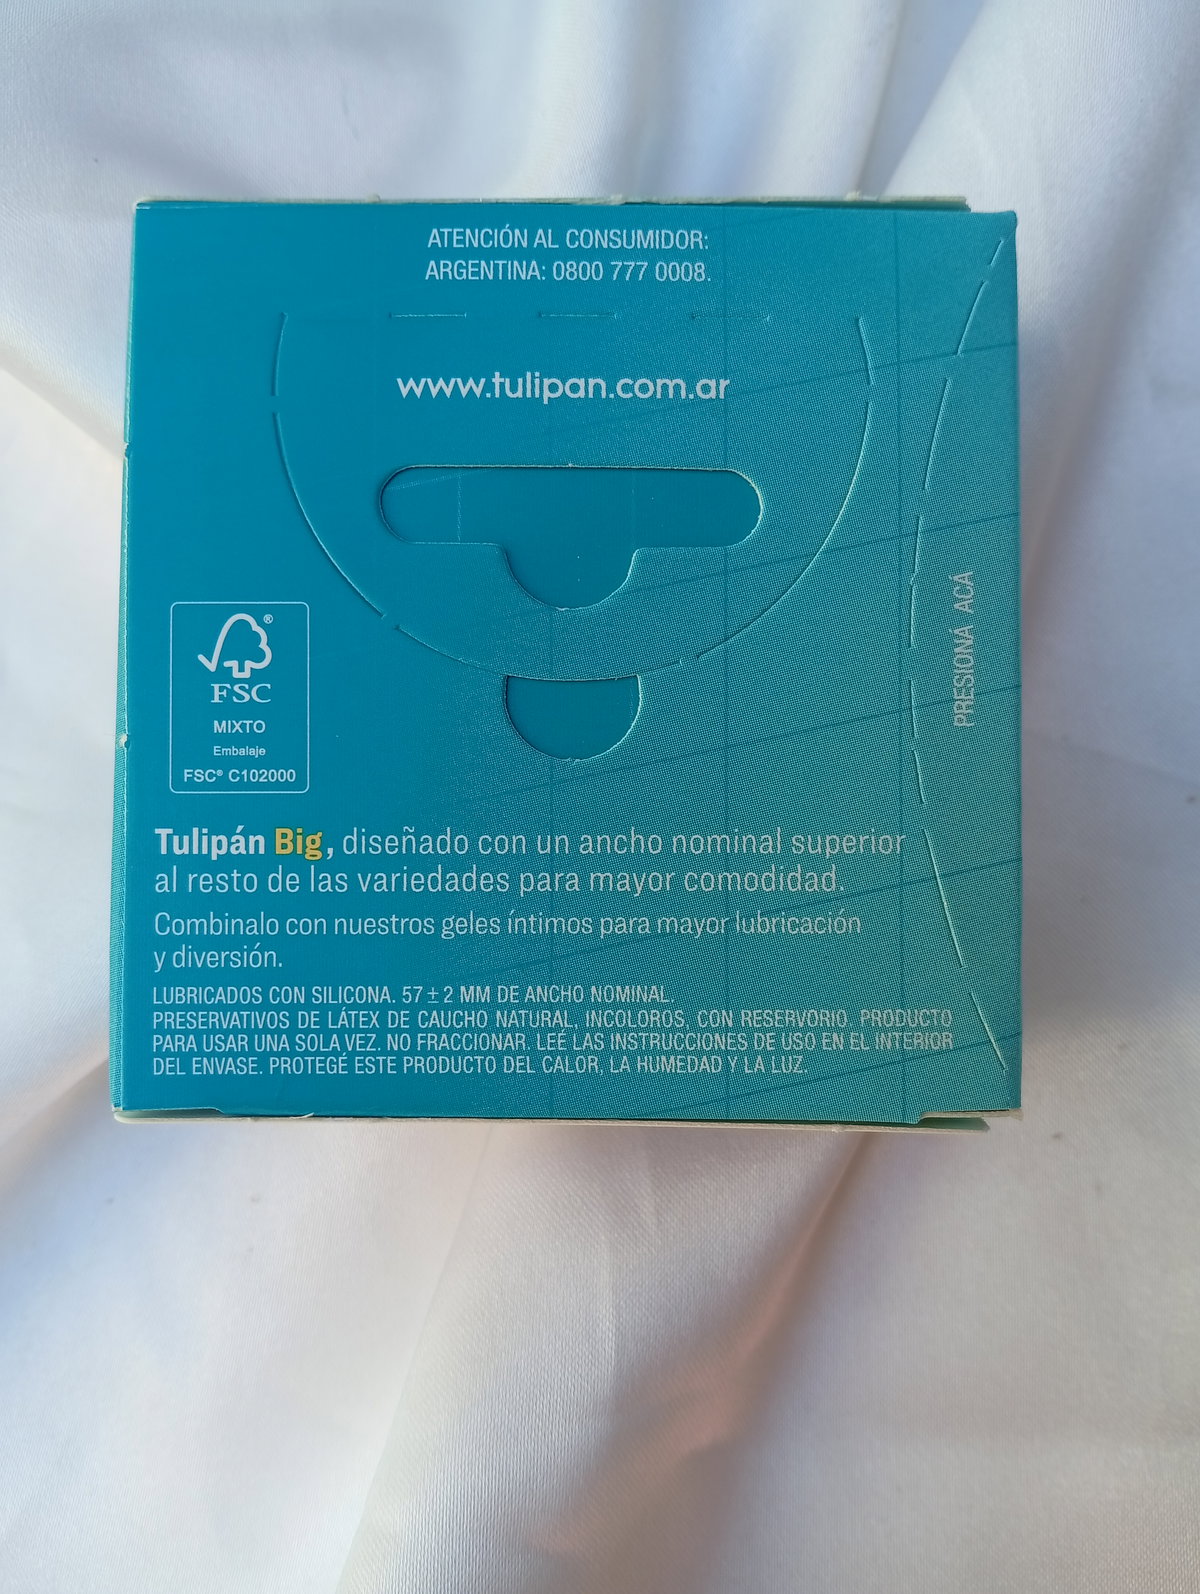 ATENCIÓN AL CONSUMIDOR:
ARGENTINA: 0800 777 0008.
www.tulipan.com.ar
PRESIONÁ ACÁ
FSC®
MIXTO
Embalaje
FSC® C102000
Tulipán Big, diseñado con un ancho nominal superior
al resto de las variedades para mayor comodidad.
Combinalo con nuestros geles íntimos para mayor lubricación
y diversión.
LUBRICADOS CON SILICONA. 57 ± 2 MM DE ANCHO NOMINAL.
PRESERVATIVOS DE LÁTEX DE CAUCHO NATURAL, INCOLOROS, CON RESERVORIO. PRODUCTO
PARA USAR UNA SOLA VEZ. NO FRACCIONAR. LEÉ LAS INSTRUCCIONES DE USO EN EL INTERIOR
DEL ENVASE. PROTEGÉ ESTE PRODUCTO DEL CALOR, LA HUMEDAD Y LA LUZ.